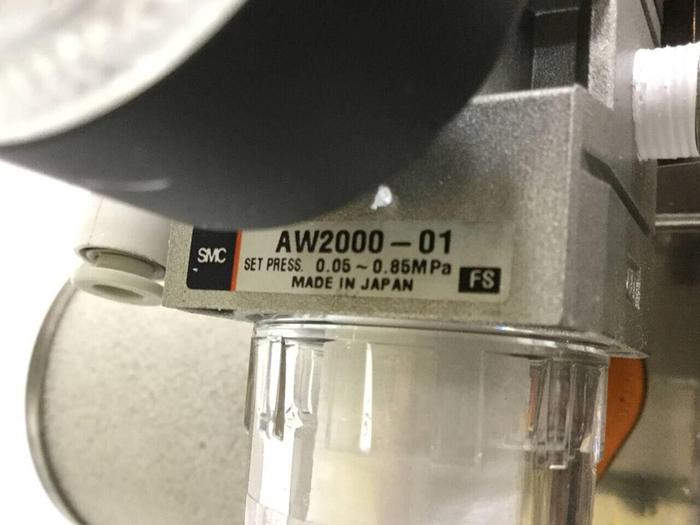 SMC
AW2000-01
SET PRESS. 0.05~0.85MPa
MADE IN JAPAN
FS